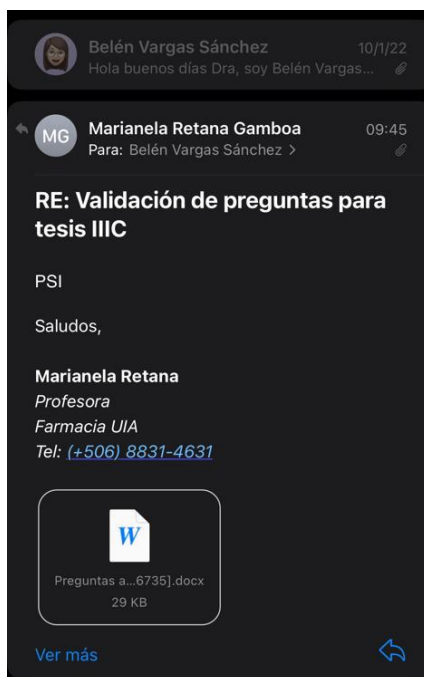 Belén Vargas Sánchez 10/1/22
Hola buenos días Dra, soy Belén Vargas...
MG
Marianela Retana Gamboa 09:45
Para: Belén Vargas Sánchez >
RE: Validación de preguntas para
tesis IIIC
PSI
Saludos,
Marianela Retana
Profesora
Farmacia UIA
Tel: (+506) 8831-4631
W
Preguntas a...6735].docx
29 KB
Ver más